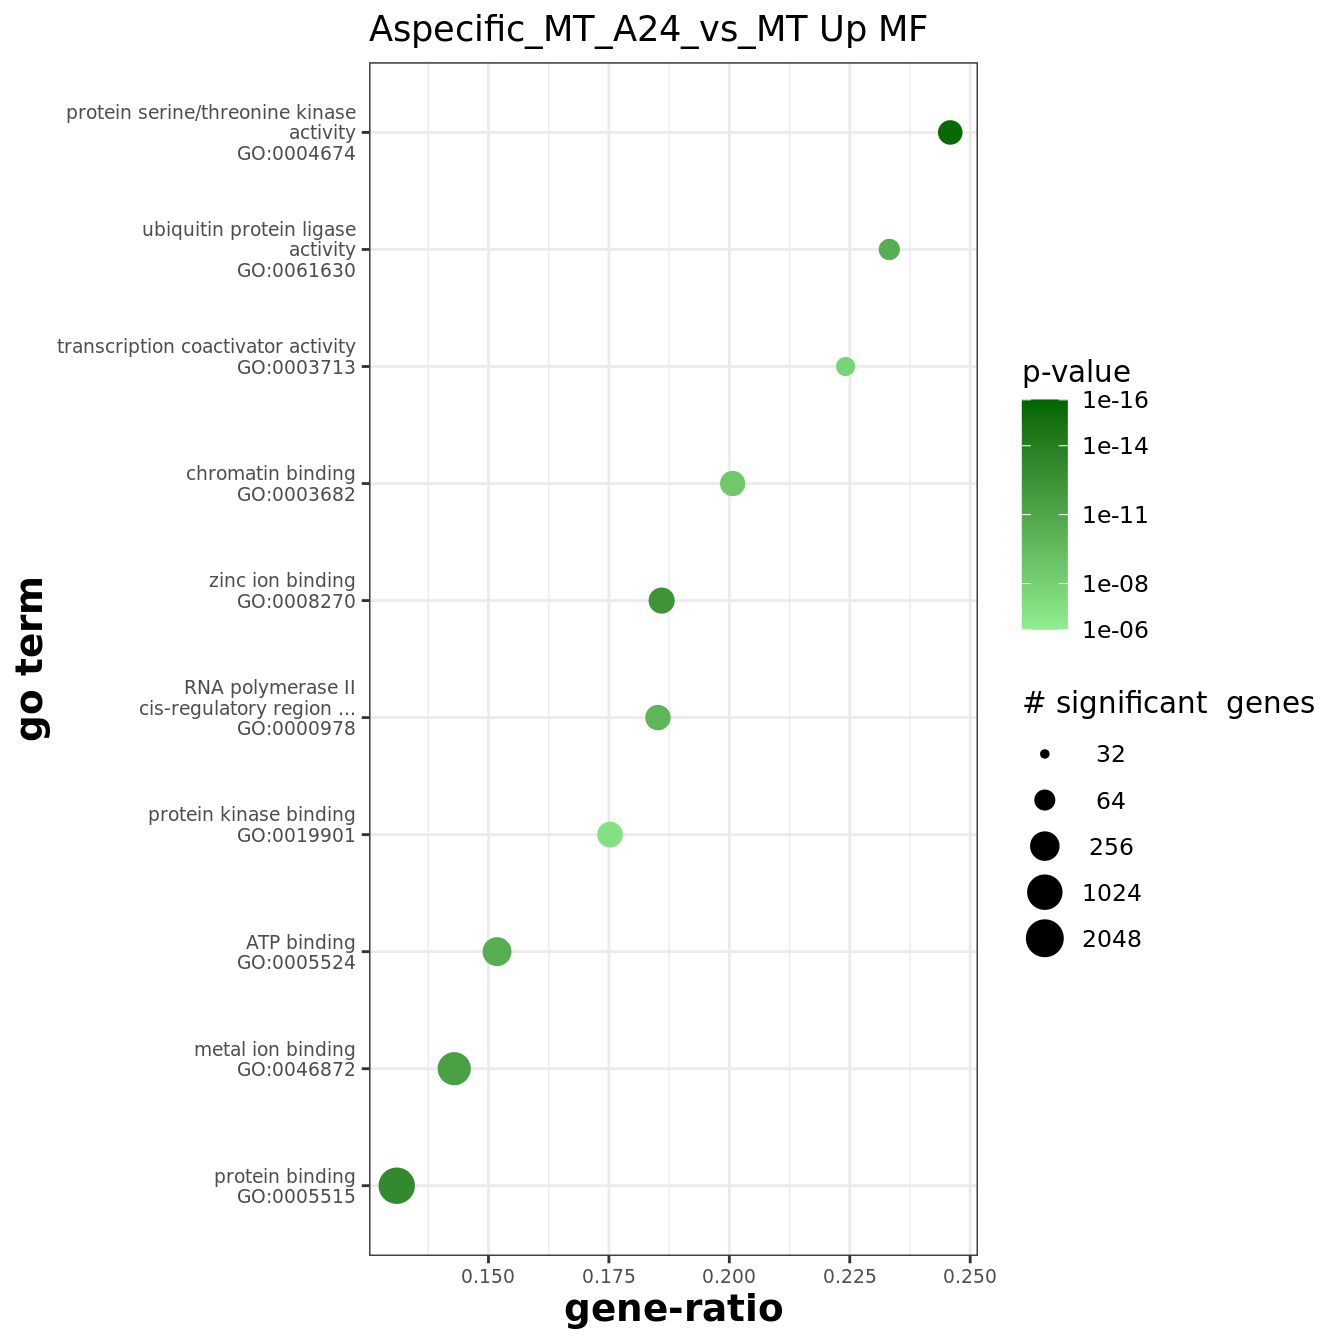 Aspecific_MT_A24_vs_MT Up MF
protein serine/threonine kinase
activity
GO:0004674
ubiquitin protein ligase
activity
GO:0061630
transcription coactivator activity
GO:0003713
chromatin binding
GO:0003682
zinc ion binding
GO:0008270
RNA polymerase II
cis-regulatory region ...
GO:0000978
protein kinase binding
GO:0019901
ATP binding
GO:0005524
metal ion binding
GO:0046872
protein binding
GO:0005515
go term
0.150 0.175 0.200 0.225 0.250
gene-ratio
p-value
1e-16
1e-14
1e-11
1e-08
1e-06
# significant  genes
32
64
256
1024
2048